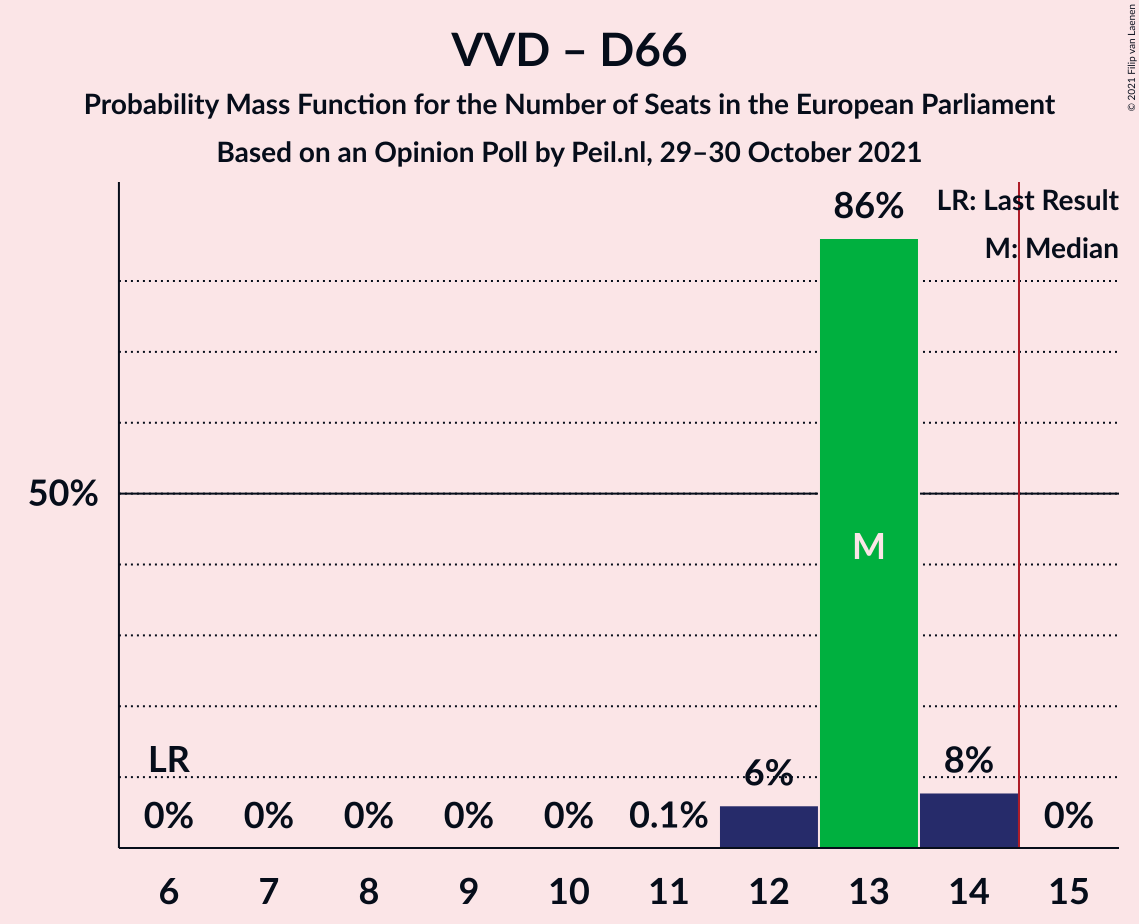 VVD – D66
Probability Mass Function for the Number of Seats in the European Parliament
Based on an Opinion Poll by Peil.nl, 29–30 October 2021
© 2021 Filip van Laenen
LR: Last Result
M: Median
86%
50%
M
LR
6%
8%
0% 0% 0% 0% 0% 0.1% 0%
6 7 8 9 10 11 12 13 14 15